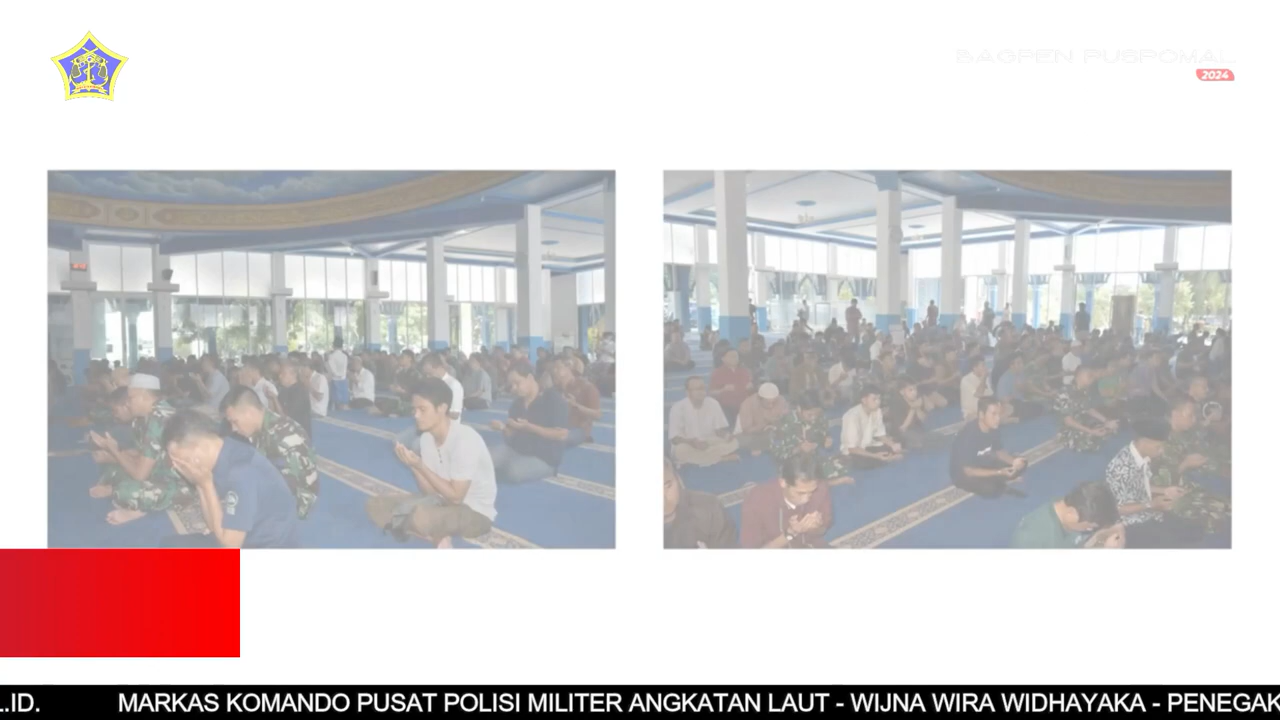 BAGPEN PUSPOMAL
2024
.ID. MARKAS KOMANDO PUSAT POLISI MILITER ANGKATAN LAUT - WIJNA WIRA WIDHAYAKA - PENEGAK